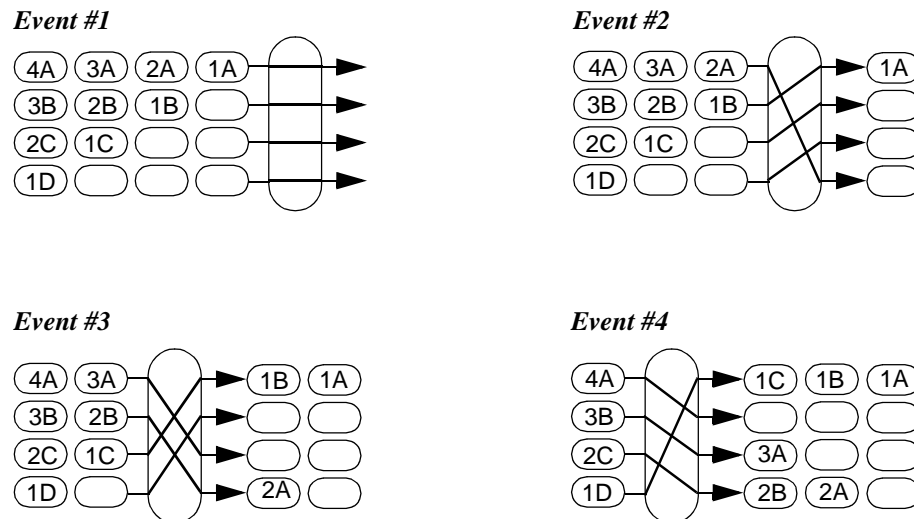 Event #1
4A 3A 2A 1A
3B 2B 1B
2C 1C
1D
Event #2
4A 3A 2A 1A
3B 2B 1B
2C 1C
1D
Event #3
4A 3A 1B 1A
3B 2B
2C 1C
1D 2A
Event #4
4A 1C 1B 1A
3B
2C 3A
1D 2B 2A